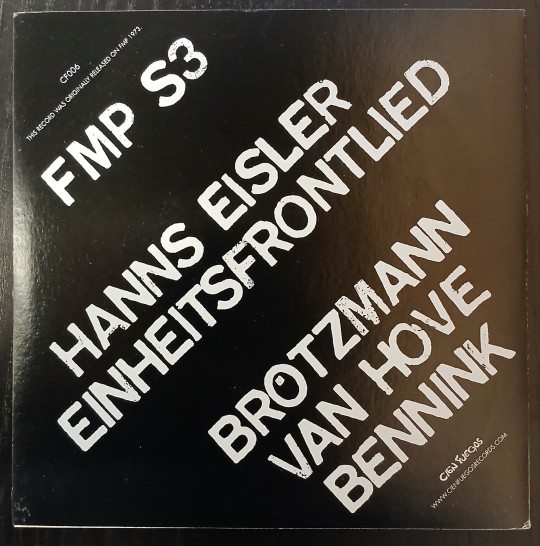 CF006
THIS RECORD WAS ORIGINALLY RELEASED ON FMP 1973.
FMP S3
HANNS EISLER
EINHEITSFRONTLIED
BRÖTZMANN
VAN HOVE
BENNINK
CIEN FUEGOS
WWW.CIENFUEGOSRECORDS.COM